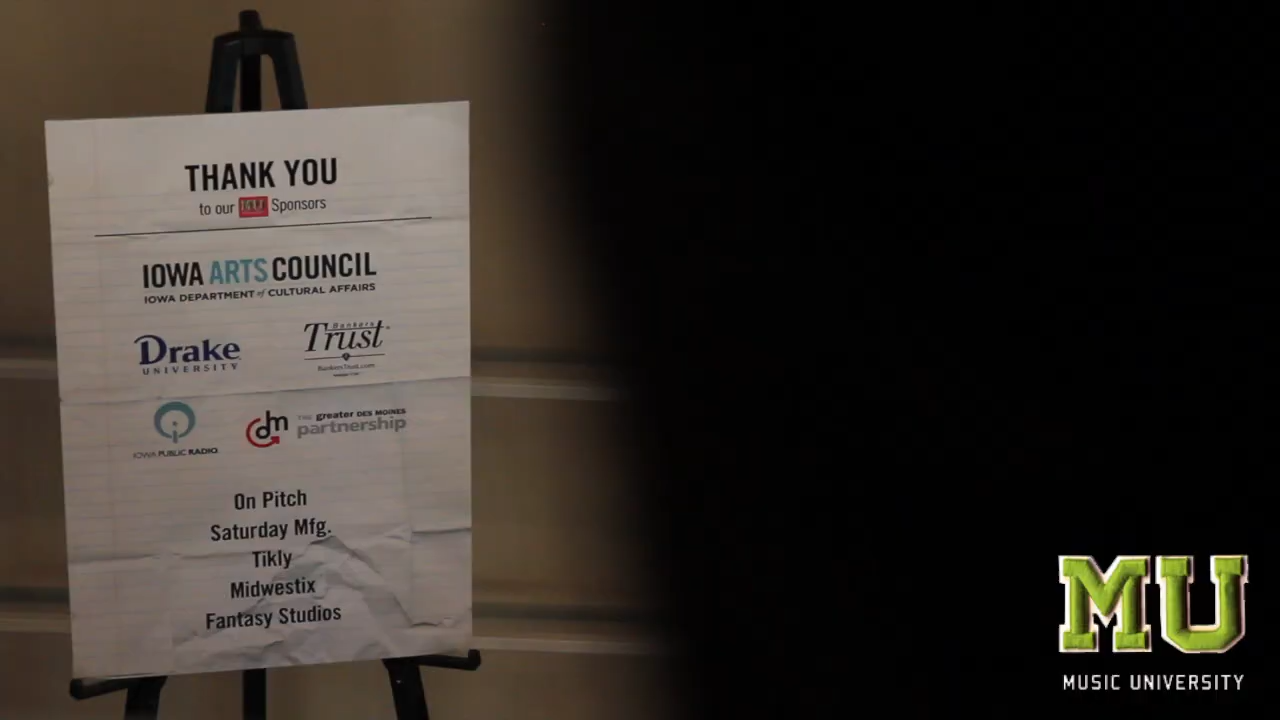 THANK YOU
to our MU Sponsors
IOWA ARTS COUNCIL
IOWA DEPARTMENT of CULTURAL AFFAIRS
Drake
UNIVERSITY
Bankers
Trust
BankersTrust.com
IOWA PUBLIC RADIO
dm
THE greater DES MOINES
partnership
On Pitch
Saturday Mfg.
Tikly
Midwestix
Fantasy Studios
MU
MUSIC UNIVERSITY